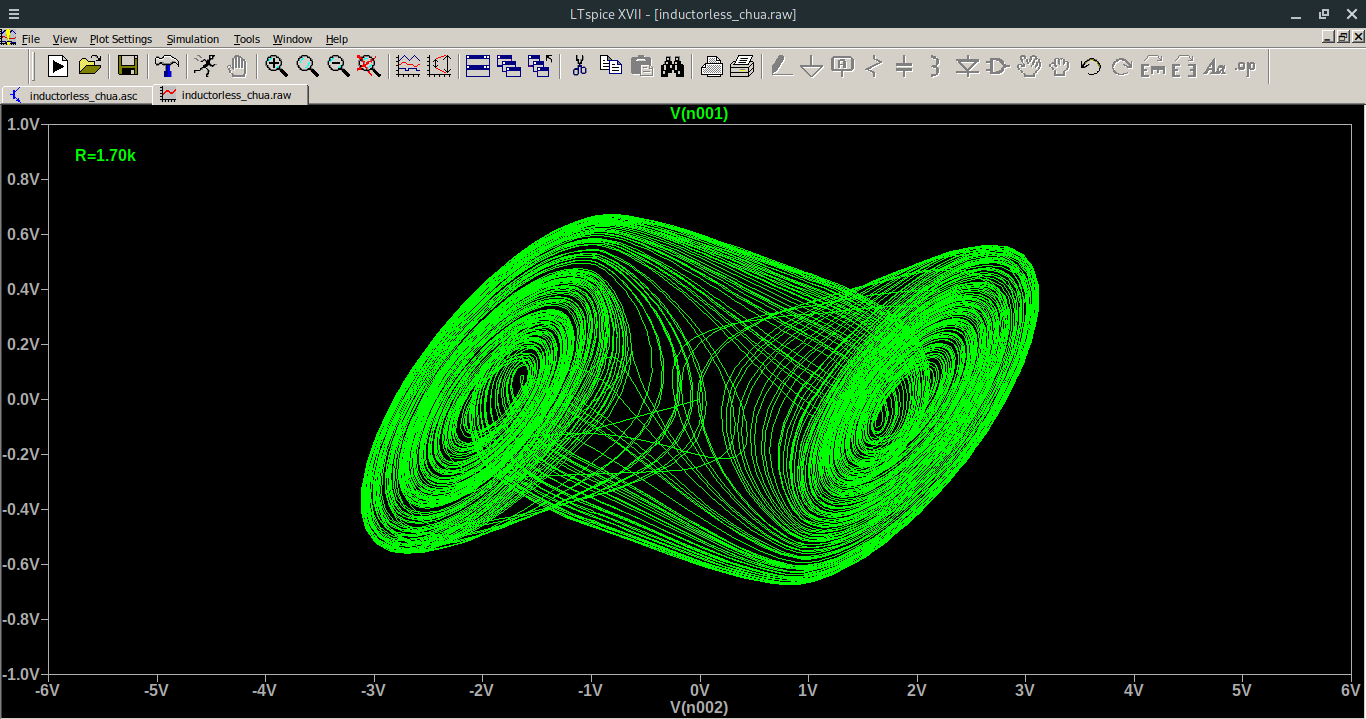 LTspice XVII - [inductorless_chua.raw]
File View Plot Settings Simulation Tools Window Help
Aa .op
inductorless_chua.asc inductorless_chua.raw
V(n001)
1.0V
R=1.70k
0.8V
0.6V
0.4V
0.2V
0.0V
-0.2V
-0.4V
-0.6V
-0.8V
-1.0V
-6V -5V -4V -3V -2V -1V 0V 1V 2V 3V 4V 5V 6V
V(n002)